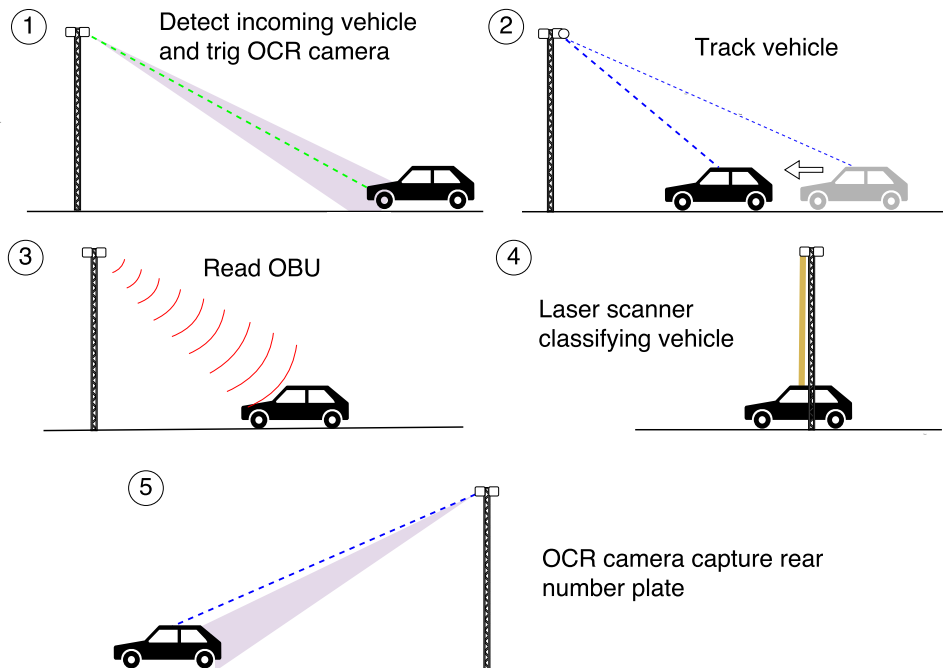 1
Detect incoming vehicle
and trig OCR camera
2
Track vehicle
3
Read OBU
4
Laser scanner
classifying vehicle
5
OCR camera capture rear
number plate